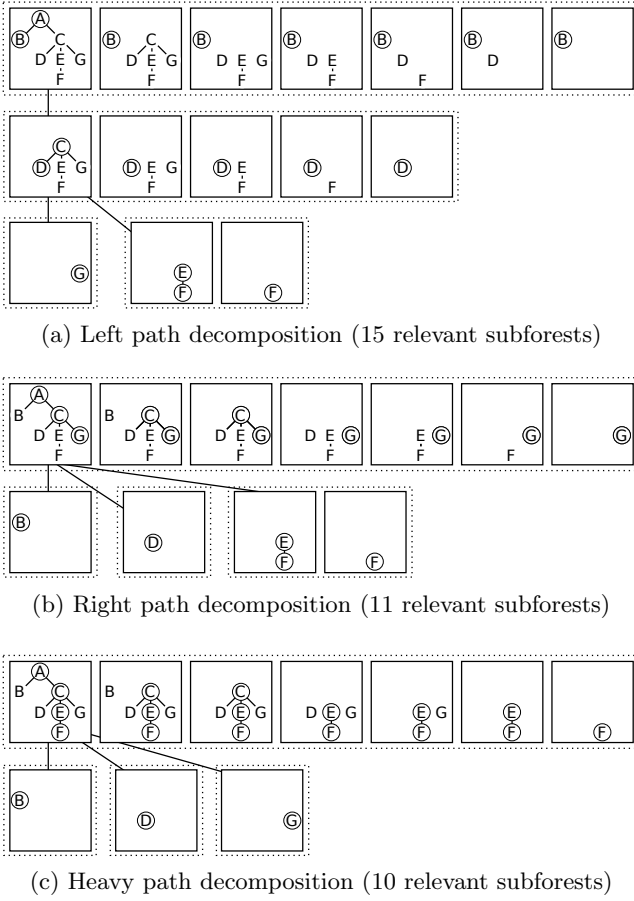 A
B C B C B B B B B
D E G D E G D E G D E D D
F F F F F
C
D E G D E G D E D D
F F F F
G E
F F
(a) Left path decomposition (15 relevant subforests)
A
B C B C C
D E G D E G D E G D E G E G G G
F F F F F F
B D E
F F
(b) Right path decomposition (11 relevant subforests)
A
B C B C C
D E G D E G D E G D E G E G E
F F F F F F F
B D G
(c) Heavy path decomposition (10 relevant subforests)